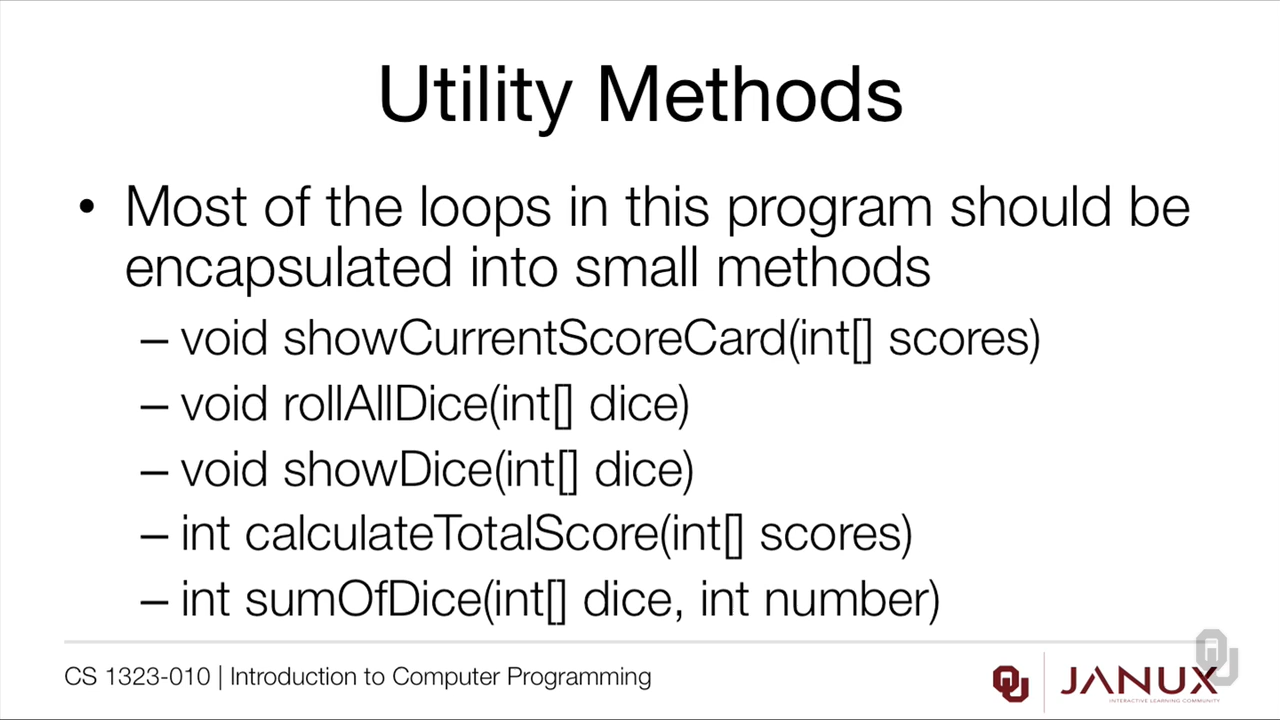 Utility Methods
• Most of the loops in this program should be
encapsulated into small methods
– void showCurrentScoreCard(int[] scores)
– void rollAllDice(int[] dice)
– void showDice(int[] dice)
– int calculateTotalScore(int[] scores)
– int sumOfDice(int[] dice, int number)
CS 1323-010 | Introduction to Computer Programming
JANUX
INTERACTIVE LEARNING COMMUNITY